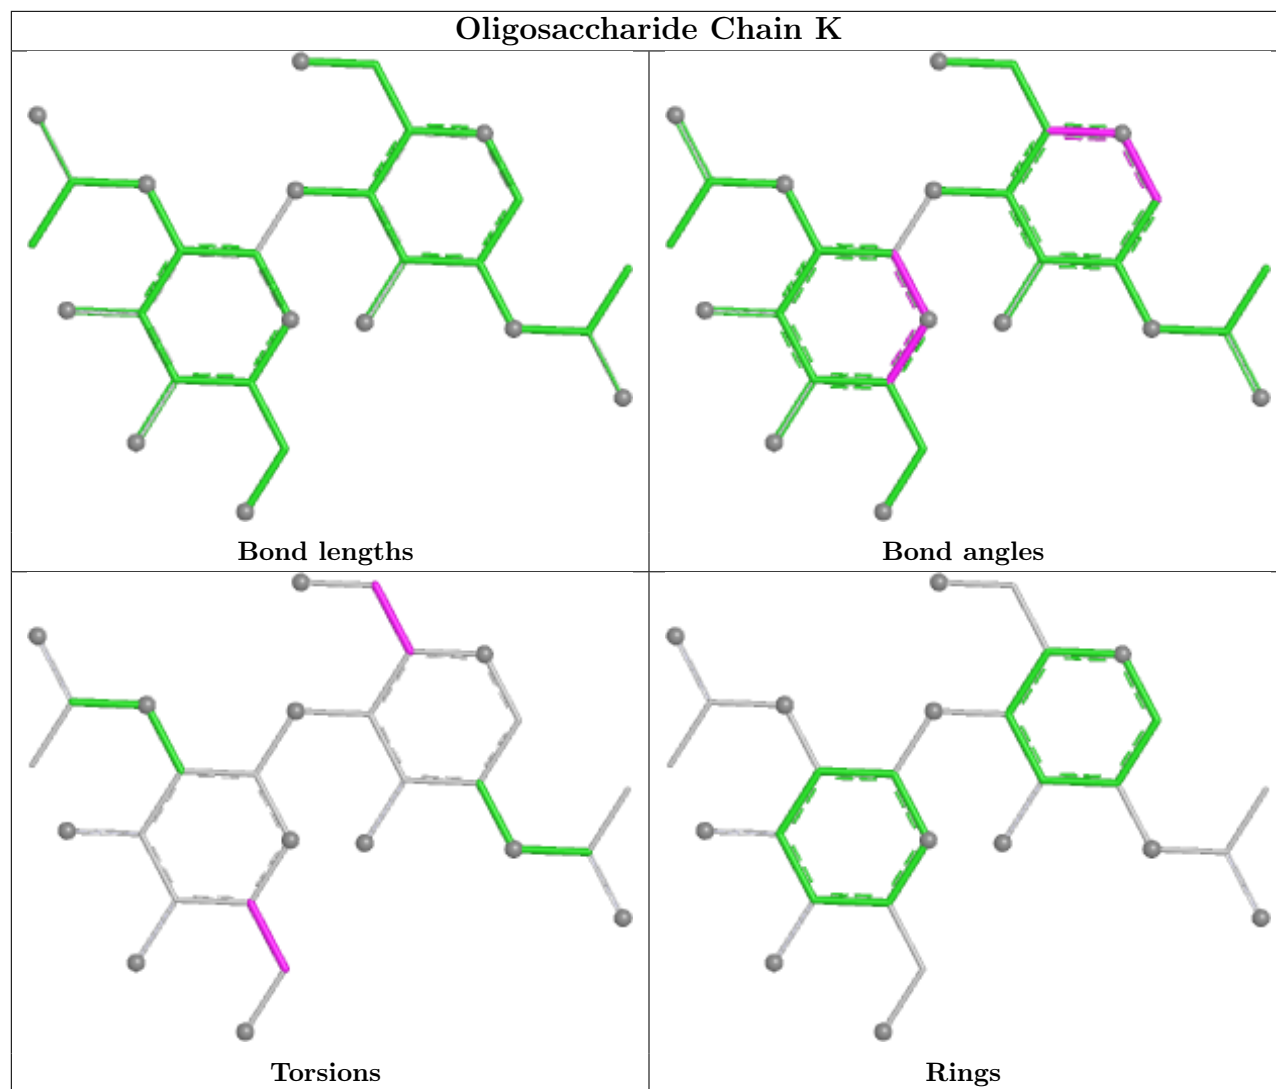 Oligosaccharide Chain K
Bond lengths
Bond angles
Torsions
Rings